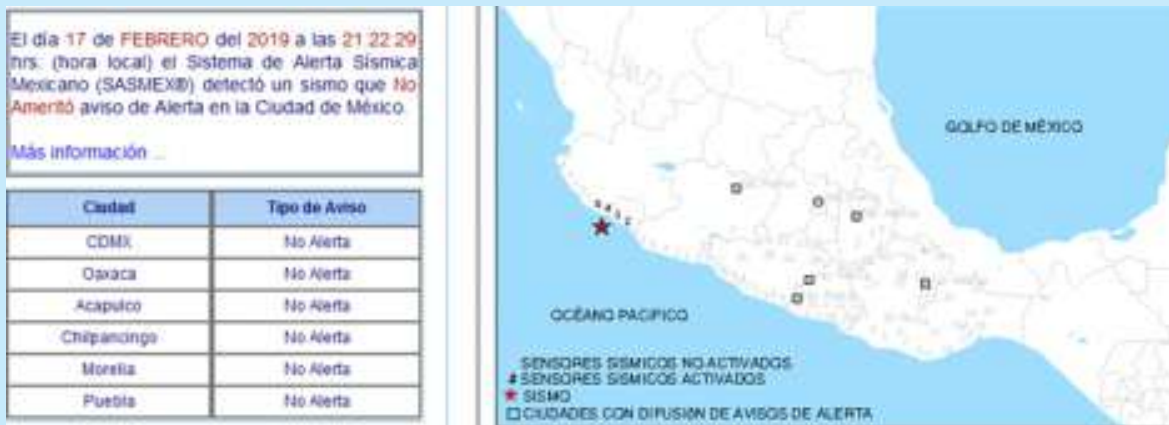 El día 17 de FEBRERO del 2019 a las 21:22:29
hrs. (hora local) el Sistema de Alerta Sísmica
Mexicano (SASMEX®) detectó un sismo que No
Ameritó aviso de Alerta en la Ciudad de México.
Más información ...
Ciudad Tipo de Aviso
CDMX No Alerta
Oaxaca No Alerta
Acapulco No Alerta
Chilpancingo No Alerta
Morelia No Alerta
Puebla No Alerta
GOLFO DE MÉXICO
OCÉANO PACIFICO
SENSORES SISMICOS NO ACTIVADOS
SENSORES SISMICOS ACTIVADOS
SISMO
CIUDADES CON DIFUSIÓN DE AVISOS DE ALERTA